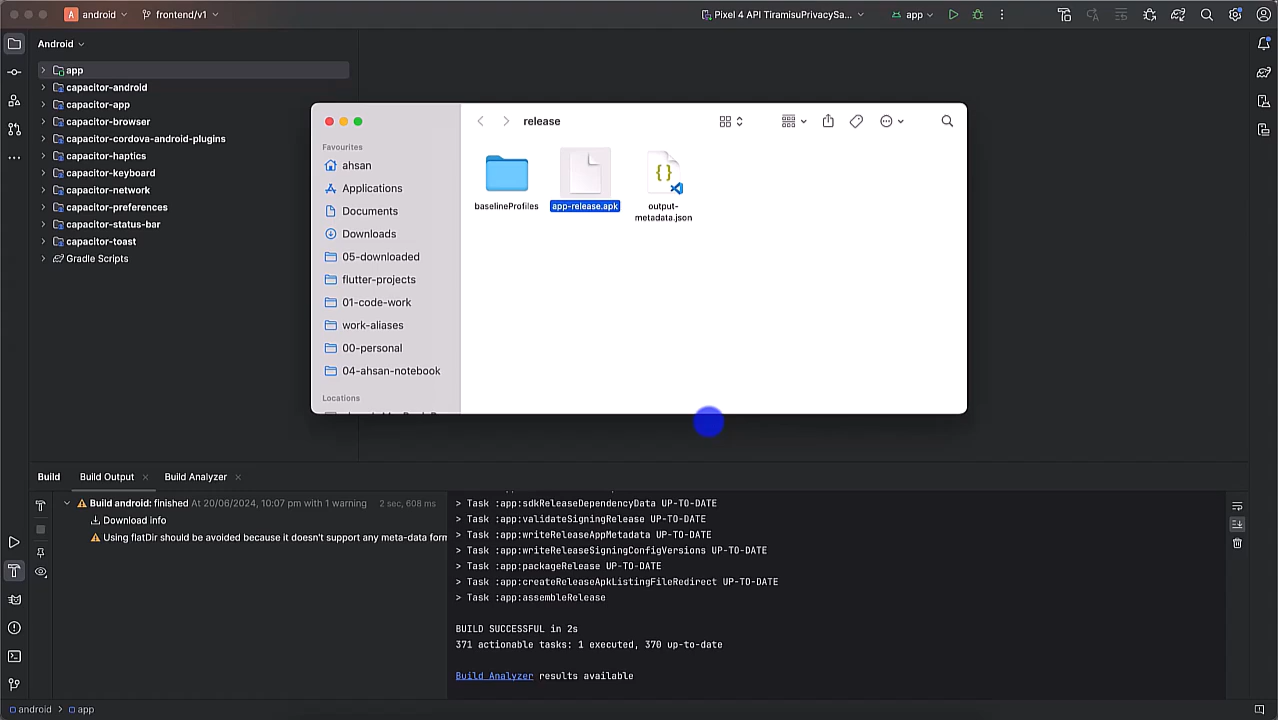 A android
frontend/v1
Pixel 4 API TiramisuPrivacySa...
app
Android
app
capacitor-android
capacitor-app
capacitor-browser
capacitor-cordova-android-plugins
capacitor-haptics
capacitor-keyboard
capacitor-network
capacitor-preferences
capacitor-status-bar
capacitor-toast
Gradle Scripts
Favourites
ahsan
Applications
Documents
Downloads
05-downloaded
flutter-projects
01-code-work
work-aliases
00-personal
04-ahsan-notebook
Locations
release
baselineProfiles
app-release.apk
output-
metadata.json
Build
Build Output
Build Analyzer
Build android: finished At 20/06/2024, 10:07 pm with 1 warning 2 sec, 608 ms
Download info
Using flatDir should be avoided because it doesn't support any meta-data form
> Task :app:sdkReleaseDependencyData UP-TO-DATE
> Task :app:validateSigningRelease UP-TO-DATE
> Task :app:writeReleaseAppMetadata UP-TO-DATE
> Task :app:writeReleaseSigningConfigVersions UP-TO-DATE
> Task :app:packageRelease UP-TO-DATE
> Task :app:createReleaseApkListingFileRedirect UP-TO-DATE
> Task :app:assembleRelease
BUILD SUCCESSFUL in 2s
371 actionable tasks: 1 executed, 370 up-to-date
Build Analyzer results available
android > app